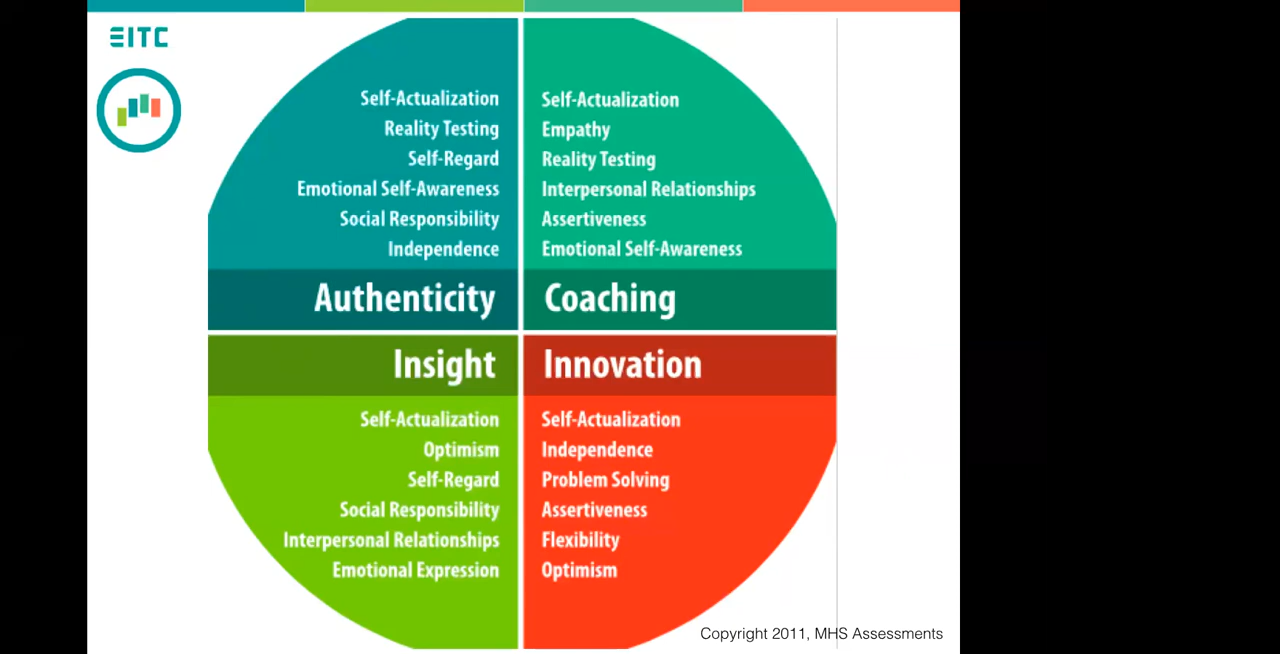 EITC
Self-Actualization
Reality Testing
Self-Regard
Emotional Self-Awareness
Social Responsibility
Independence
Authenticity
Self-Actualization
Empathy
Reality Testing
Interpersonal Relationships
Assertiveness
Emotional Self-Awareness
Coaching
Insight
Self-Actualization
Optimism
Self-Regard
Social Responsibility
Interpersonal Relationships
Emotional Expression
Innovation
Self-Actualization
Independence
Problem Solving
Assertiveness
Flexibility
Optimism
Copyright 2011, MHS Assessments